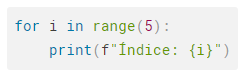 for i in range(5):
    print(f"Índice: {i}")